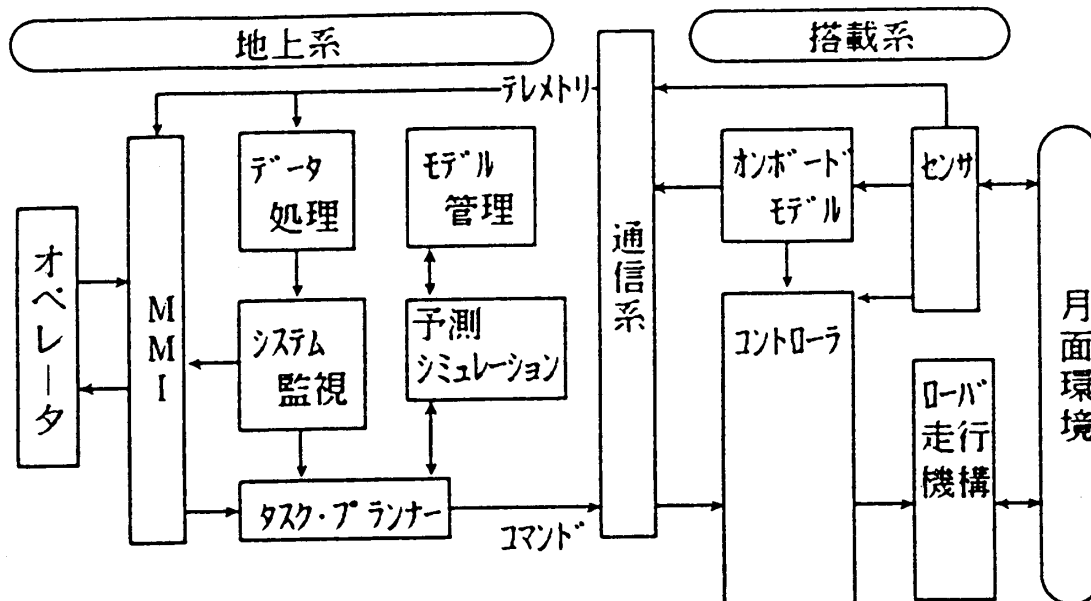 地上系
搭載系
テレメトリ
データ
処理
モデル
管理
オンボード
モデル
センサ
オペレータ
MMI
システム
監視
予測
シミュレーション
通信系
コントローラ
ローバ
走行
機構
月面環境
タスク・プランナー
コマンド